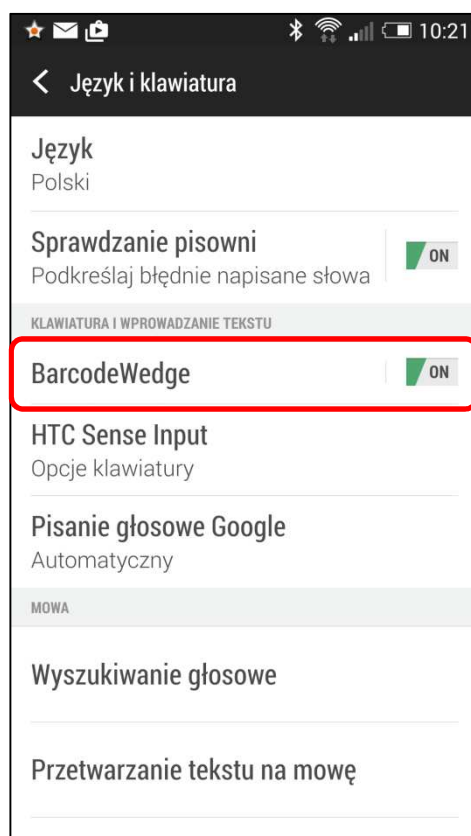 10:21
Język i klawiatura
Język
Polski
Sprawdzanie pisowni
Podkreślaj błędnie napisane słowa
ON
KLAWIATURA I WPROWADZANIE TEKSTU
BarcodeWedge
ON
HTC Sense Input
Opcje klawiatury
Pisanie głosowe Google
Automatyczny
MOWA
Wyszukiwanie głosowe
Przetwarzanie tekstu na mowę